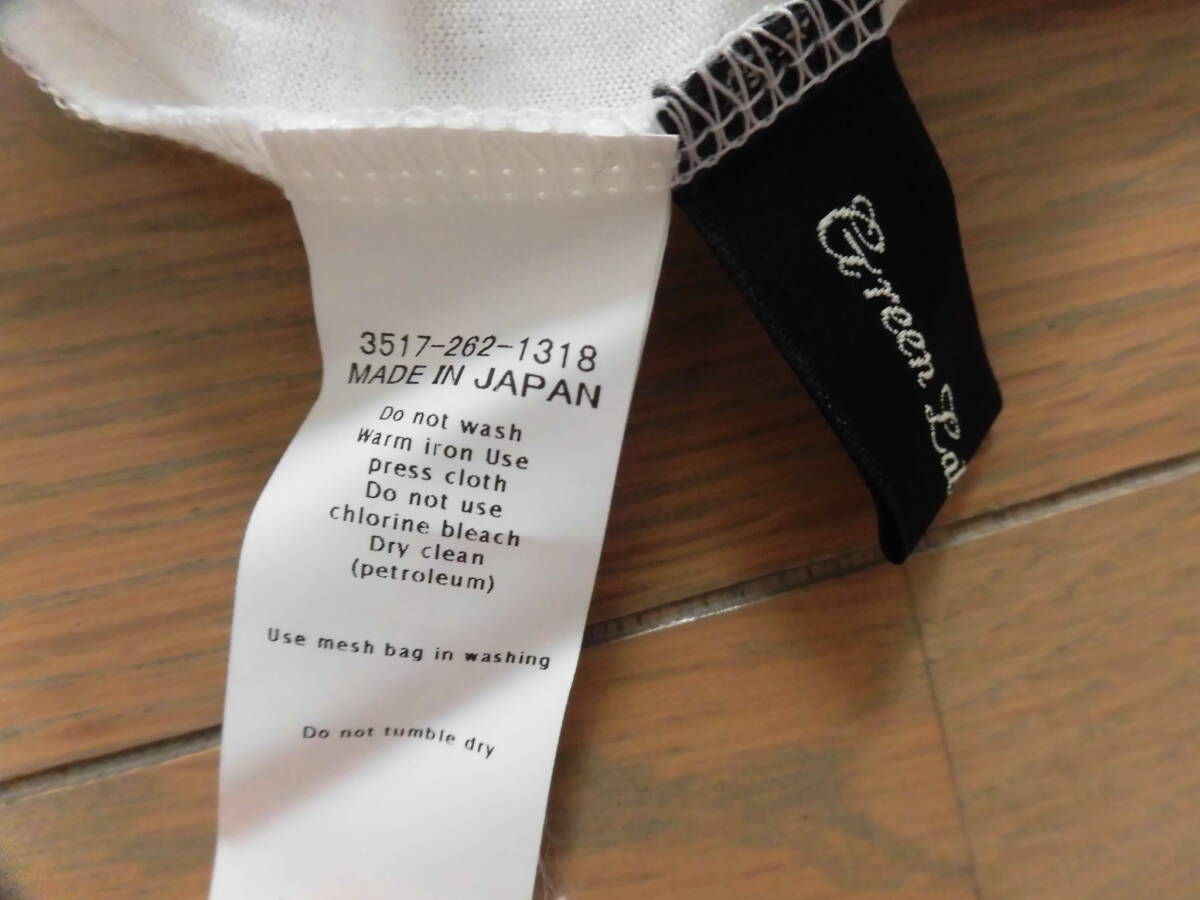 3517-262-1318
MADE IN JAPAN
Do not wash
Warm iron Use
press cloth
Do not use
chlorine bleach
Dry clean
(petroleum)
Use mesh bag in washing
Do not tumble dry
Green